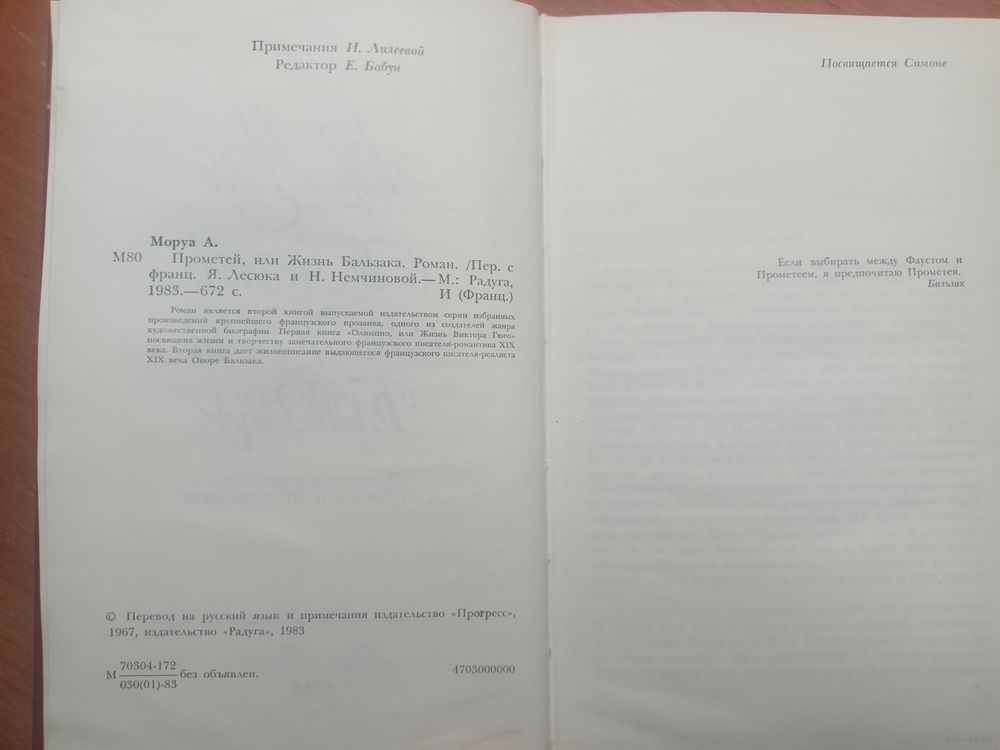 Примечания И. Лилеевой
Редактор Е. Бабун
Моруа А.
М80 Прометей, или Жизнь Бальзака. Роман. /Пер. с
франц. Я. Лесюка и Н. Немчиновой.— М.: Радуга,
1983.—672 с. И (Франц.)
Роман является второй книгой выпускаемой издательством серии избранных
произведений крупнейшего французского прозаика, одного из создателей жанра
художественной биографии. Первая книга «Олимпио, или Жизнь Виктора Гюго»
посвящена жизни и творчеству замечательного французского писателя-романтика XIX
века. Вторая книга дает жизнеописание выдающегося французского писателя-реалиста
XIX века Оноре Бальзака.
© Перевод на русский язык и примечания издательство «Прогресс»,
1967, издательство «Радуга», 1983
М 70304-172
030(01)-83 без объявлен.
4703000000
Посвящается Симоне
Если выбирать между Фаустом и
Прометеем, я предпочитаю Прометея.
Бальзак